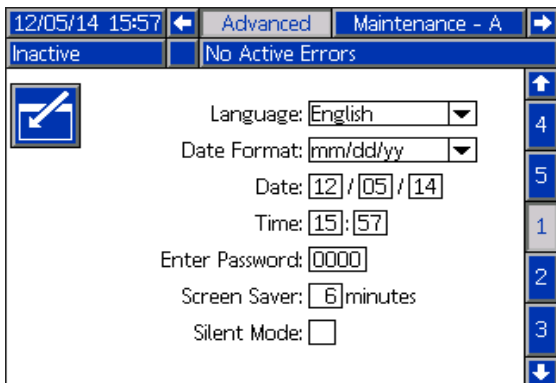 12/05/14 15:57 Advanced Maintenance - A
Inactive No Active Errors
Language: English
4
Date Format: mm/dd/yy
5
Date: 12 / 05 / 14
Time: 15 : 57
1
Enter Password: 0000
2
Screen Saver: 6 minutes
Silent Mode:
3